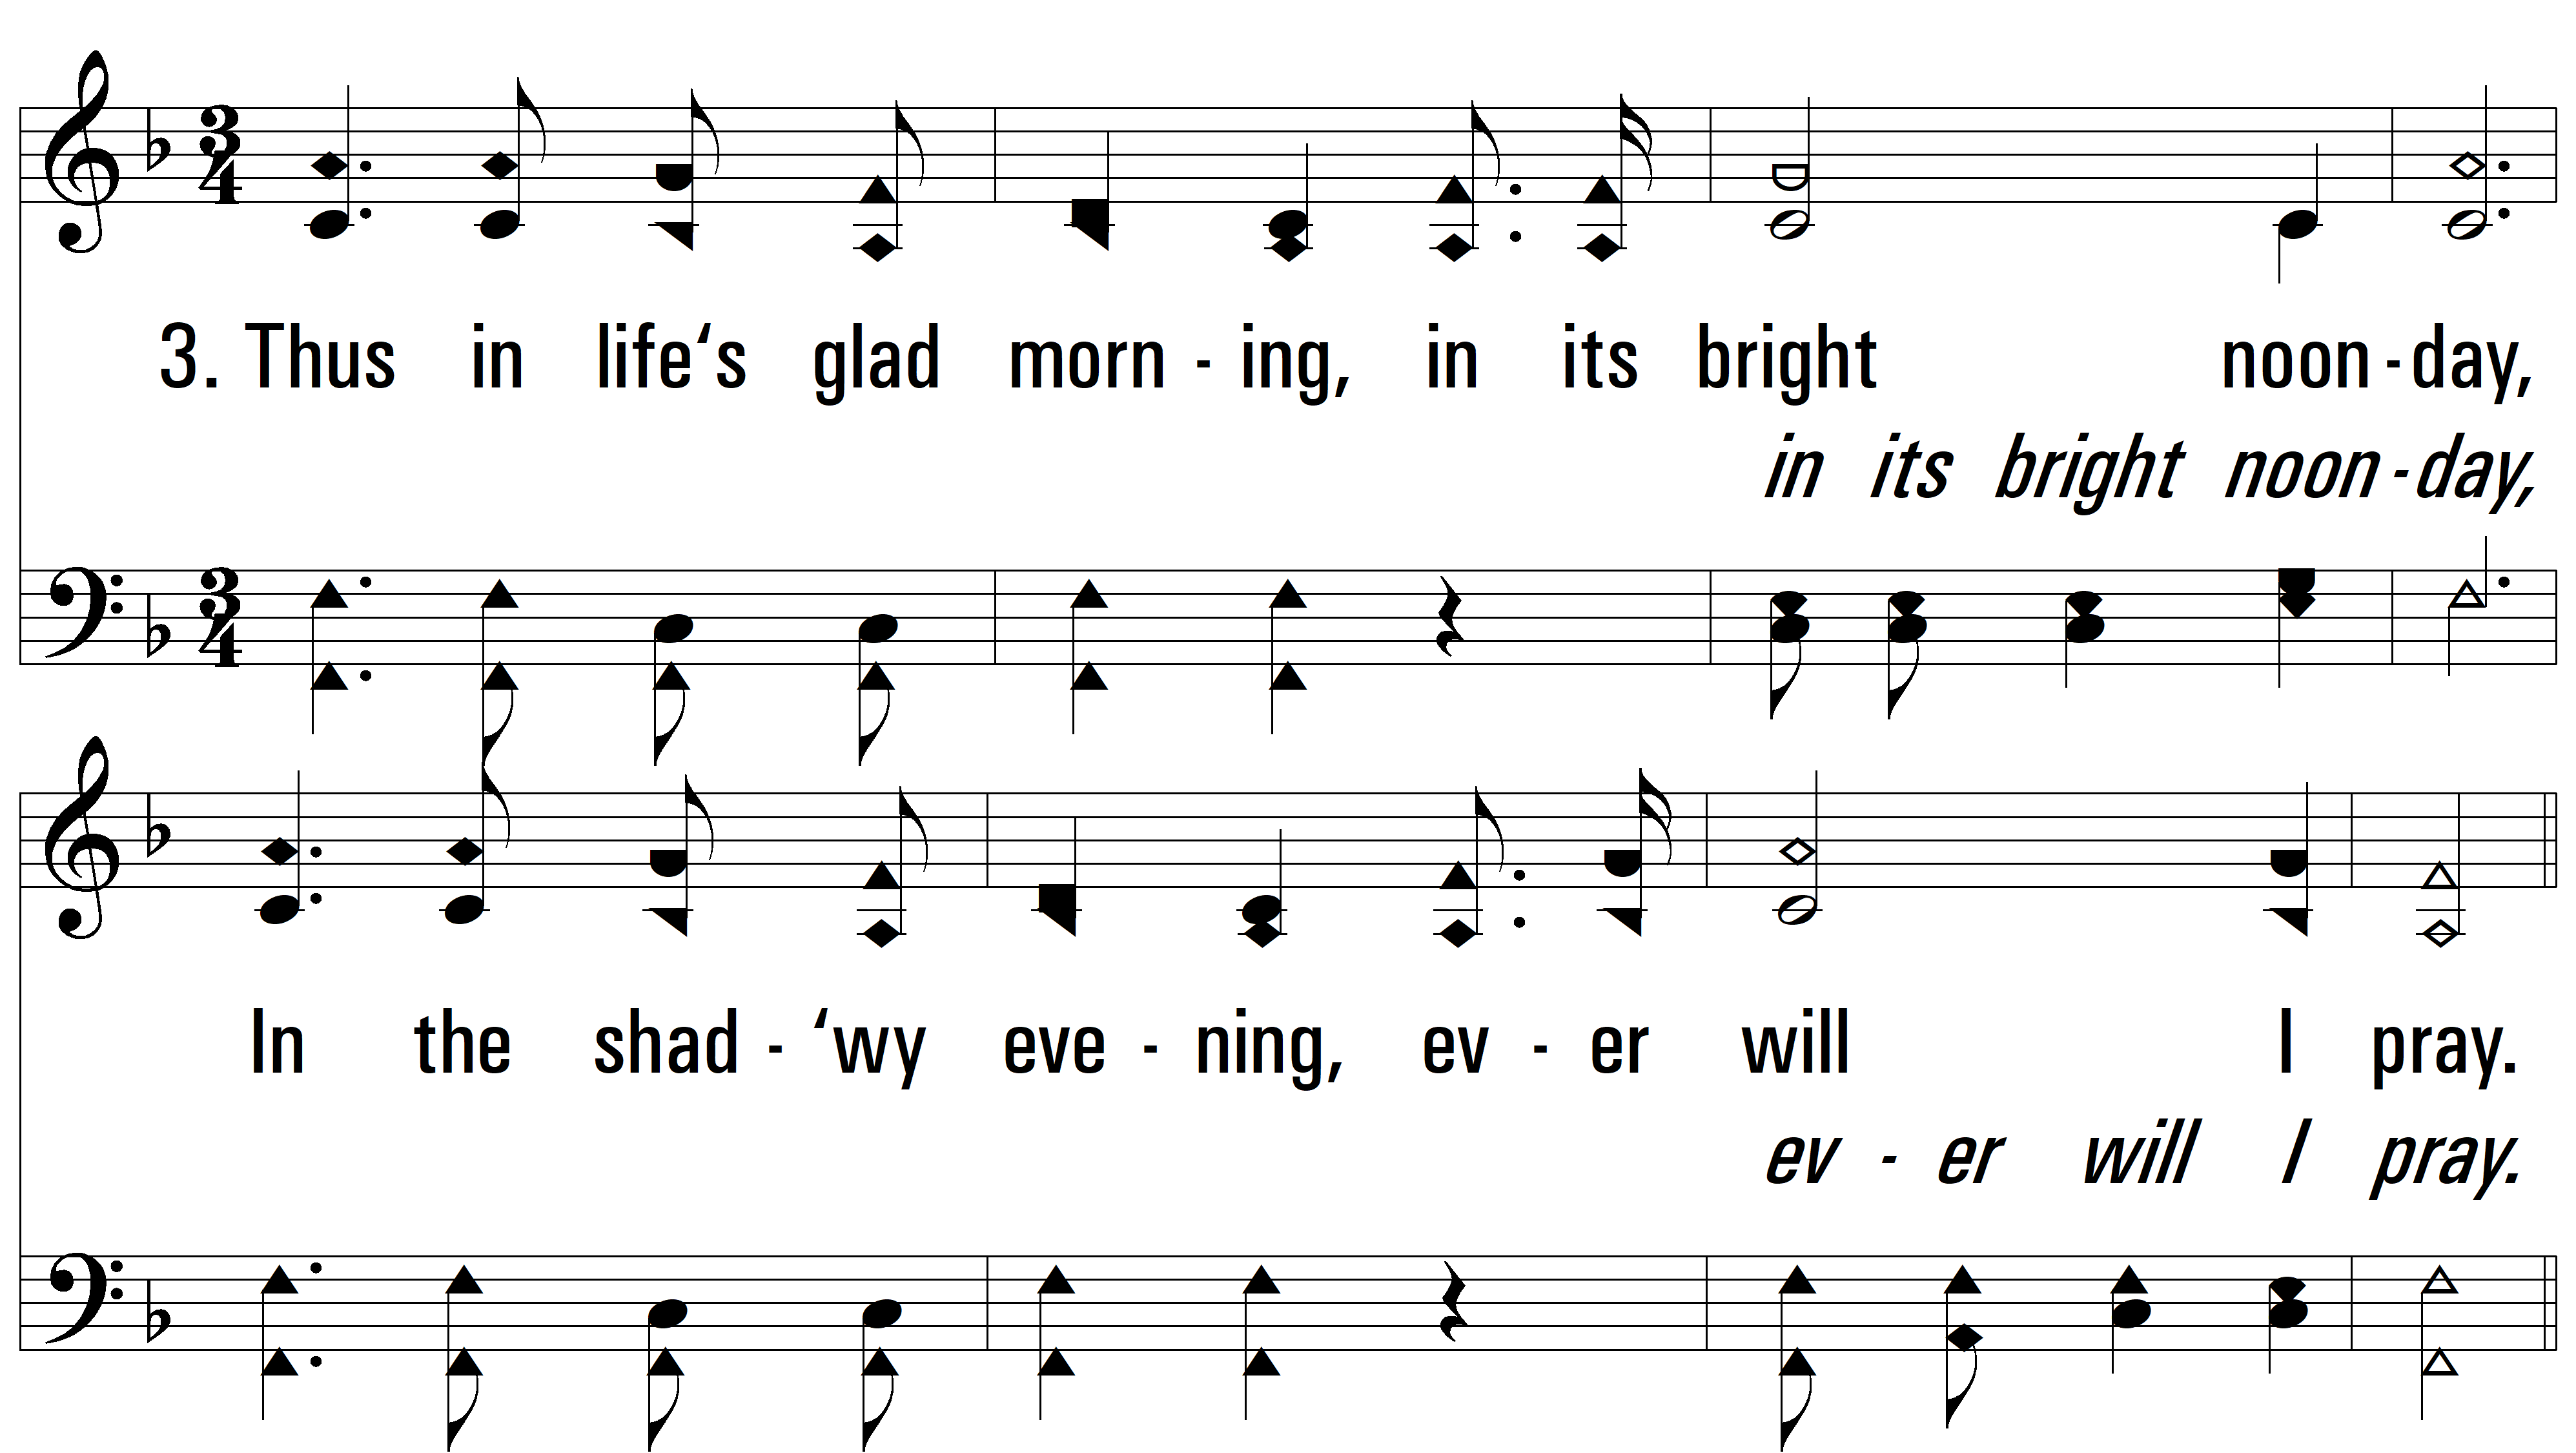 3. Thus in life‘s glad morn - ing, in its bright noon - day,
in its bright noon - day,
In the shad - ‘wy eve - ning, ev - er will I pray.
ev - er will I pray.